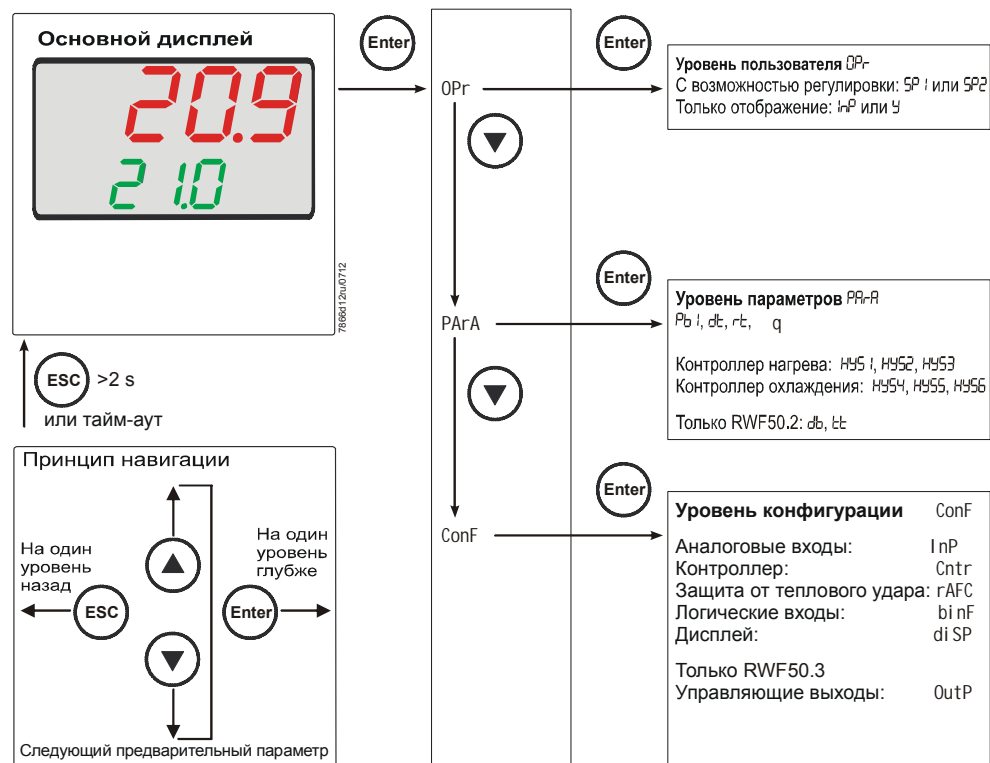 Основной дисплей
20.9
21.0
7866d12ru/0712
Enter
ESC >2 s
или тайм-аут
Принцип навигации
На один
уровень
назад
ESC
На один
уровень
глубже
Enter
Следующий предварительный параметр
OPr
PArA
ConF
Enter
Уровень пользователя OPr
С возможностью регулировки: SP1 или SP2
Только отображение: InP или y
Enter
Уровень параметров PArA
Pb1, dt, rt, q
Контроллер нагрева: HYS1, HYS2, HYS3
Контроллер охлаждения: HYS4, HYS5, HYS6
Только RWF50.2: db, tt
Enter
Уровень конфигурации ConF
Аналоговые входы: InP
Контроллер: Cntr
Защита от теплового удара: rAFC
Логические входы: binF
Дисплей: diSP
Только RWF50.3
Управляющие выходы: OutP